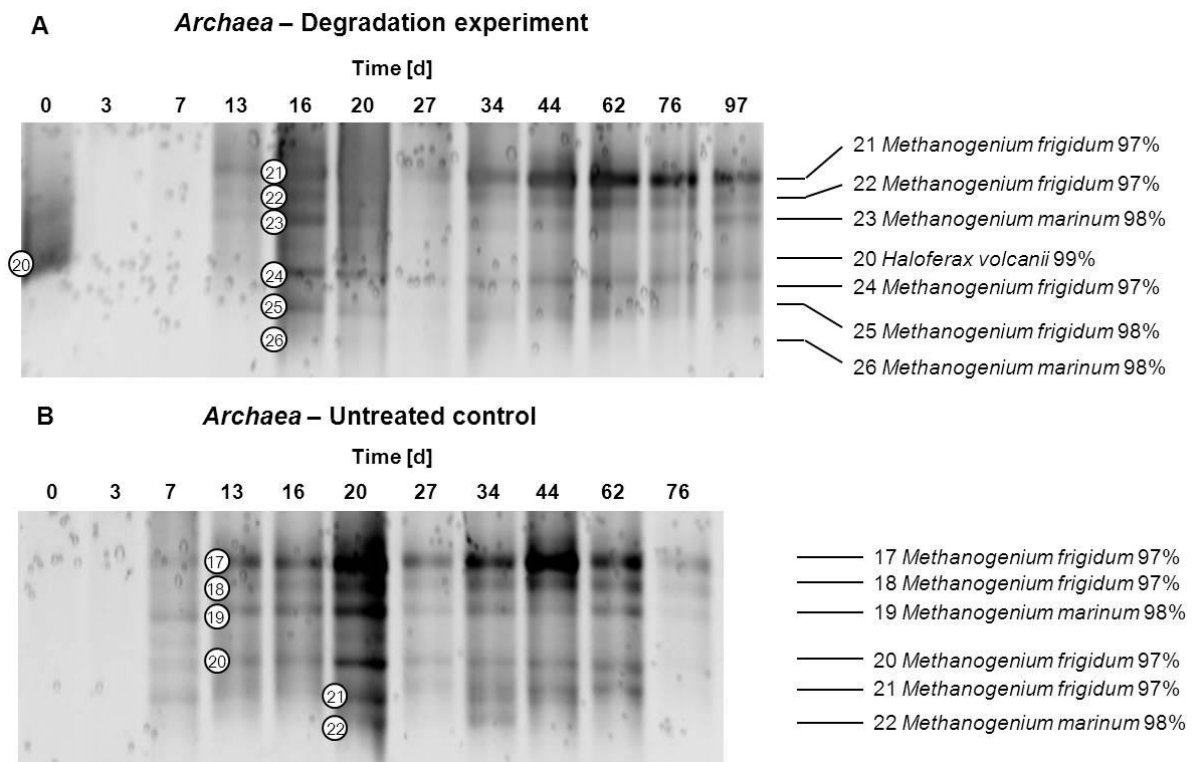 A
Archaea – Degradation experiment
Time [d]
0 3 7 13 16 20 27 34 44 62 76 97
21
22
23
20
24
25
26
21 Methanogenium frigidum 97%
22 Methanogenium frigidum 97%
23 Methanogenium marinum 98%
20 Haloferax volcanii 99%
24 Methanogenium frigidum 97%
25 Methanogenium frigidum 98%
26 Methanogenium marinum 98%
B
Archaea – Untreated control
Time [d]
0 3 7 13 16 20 27 34 44 62 76
17
18
19
20
21
22
17 Methanogenium frigidum 97%
18 Methanogenium frigidum 97%
19 Methanogenium marinum 98%
20 Methanogenium frigidum 97%
21 Methanogenium frigidum 97%
22 Methanogenium marinum 98%